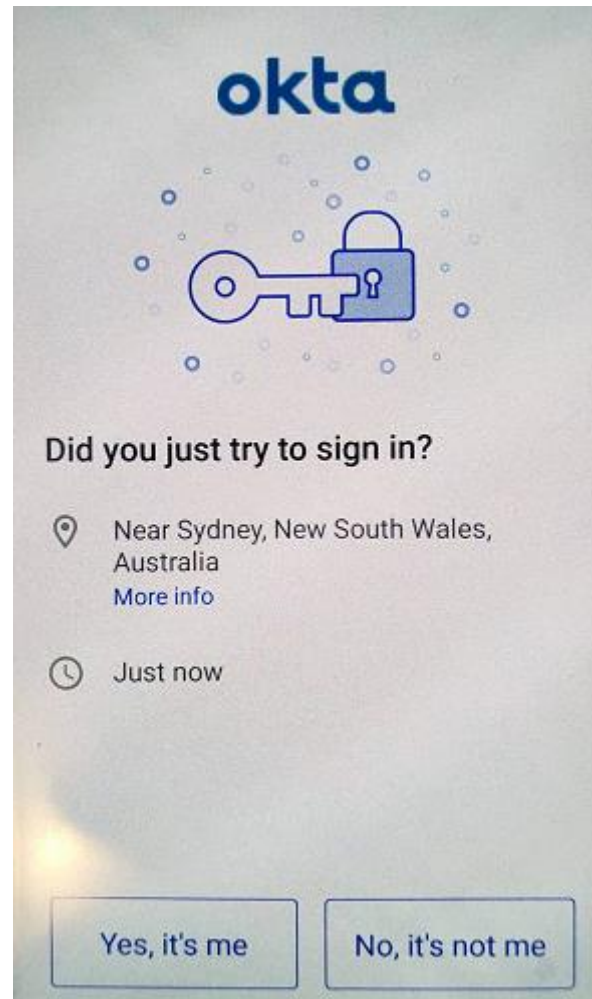 okta
Did you just try to sign in?
Near Sydney, New South Wales,
Australia
More info
Just now
Yes, it's me
No, it's not me